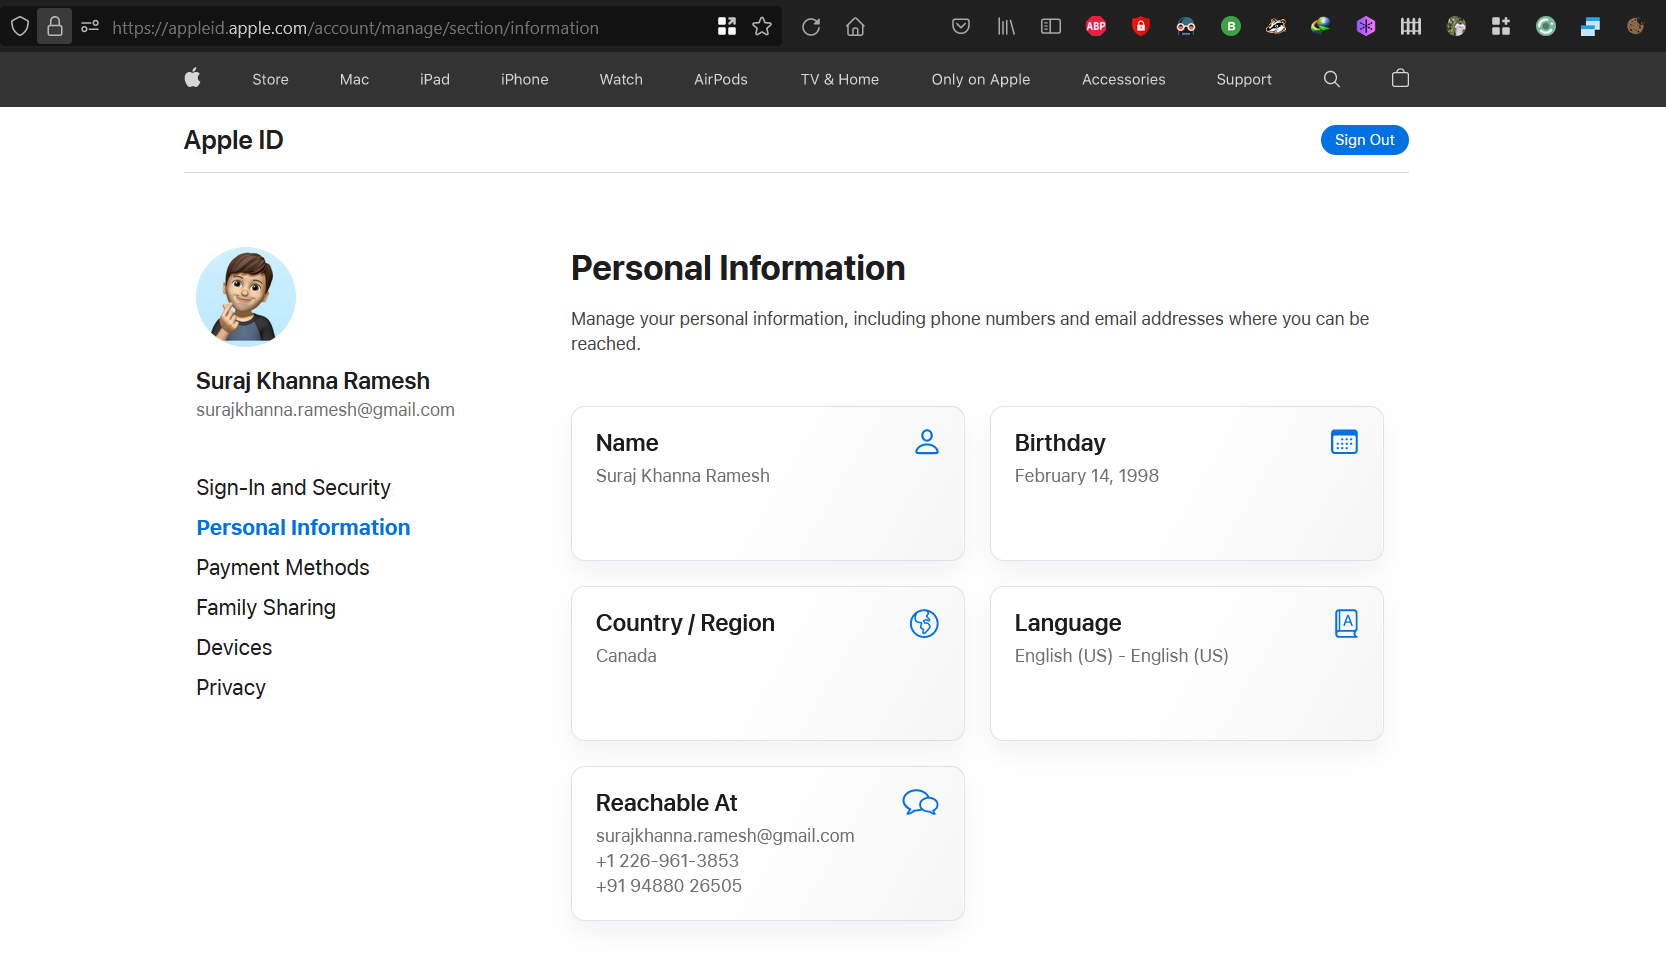 https://appleid.apple.com/account/manage/section/information
ABP
B
Store Mac iPad iPhone Watch AirPods TV & Home Only on Apple Accessories Support
Apple ID
Sign Out
Suraj Khanna Ramesh
surajkhanna.ramesh@gmail.com
Sign-In and Security
Personal Information
Payment Methods
Family Sharing
Devices
Privacy
Personal Information
Manage your personal information, including phone numbers and email addresses where you can be
reached.
Name
Suraj Khanna Ramesh
Birthday
February 14, 1998
Country / Region
Canada
Language
A
English (US) - English (US)
Reachable At
surajkhanna.ramesh@gmail.com
+1 226-961-3853
+91 94880 26505